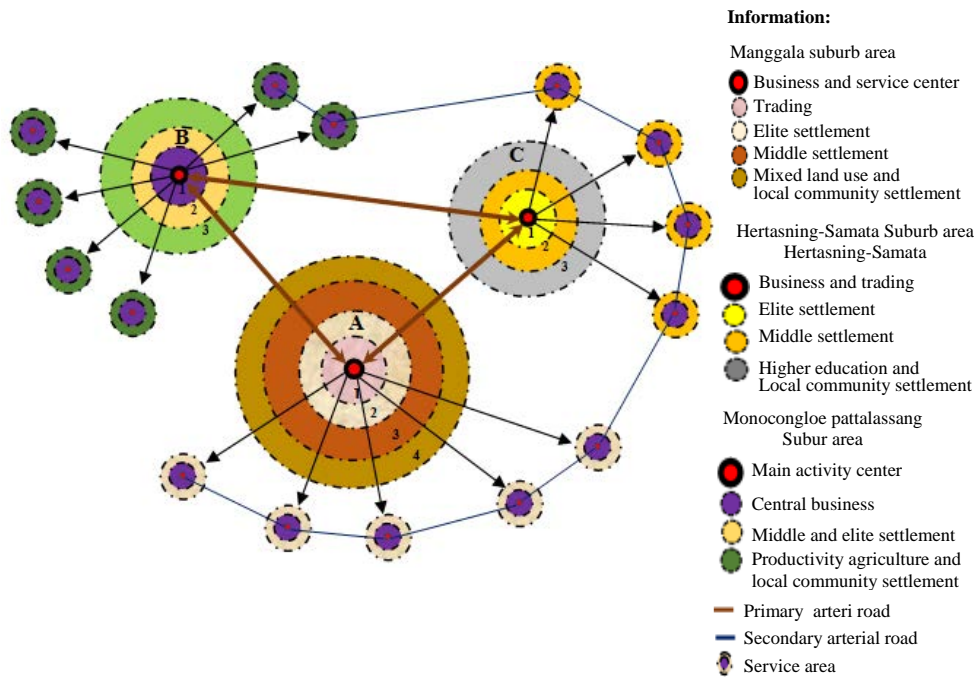 Information:
Manggala suburb area
Business and service center
Trading
Elite settlement
Middle settlement
Mixed land use and
local community settlement
Hertasning-Samata Suburb area
Hertasning-Samata
Business and trading
Elite settlement
Middle settlement
Higher education and
Local community settlement
Monocongloe pattalassang
Subur area
Main activity center
Central business
Middle and elite settlement
Productivity agriculture and
local community settlement
Primary arteri road
Secondary arterial road
Service area
B
1
2
3
C
1
2
3
A
1
2
3
4